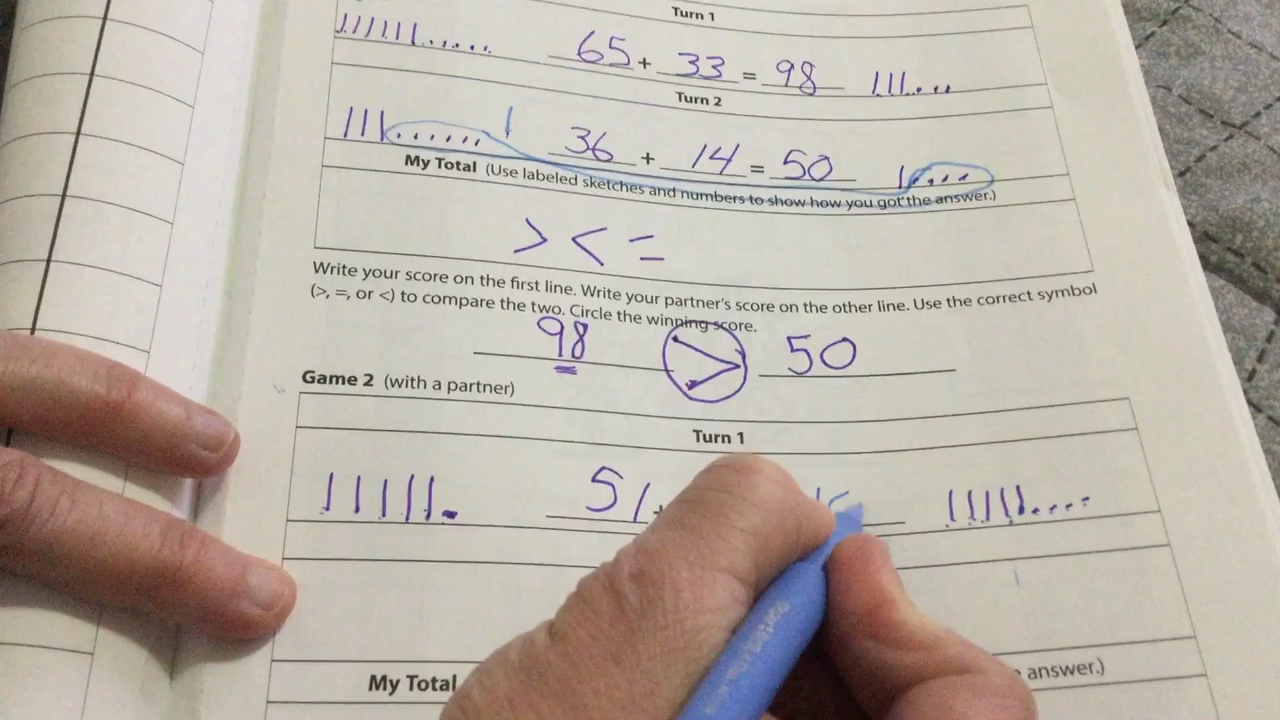 Turn 1
65 + 33 = 98
Turn 2
36 + 14 = 50
My Total (Use labeled sketches and numbers to show how you got the answer.)
> < =
Write your score on the first line. Write your partner's score on the other line. Use the correct symbol
(>, =, or <) to compare the two. Circle the winning score.
98 > 50
Game 2 (with a partner)
Turn 1
51 +
My Total answer.)